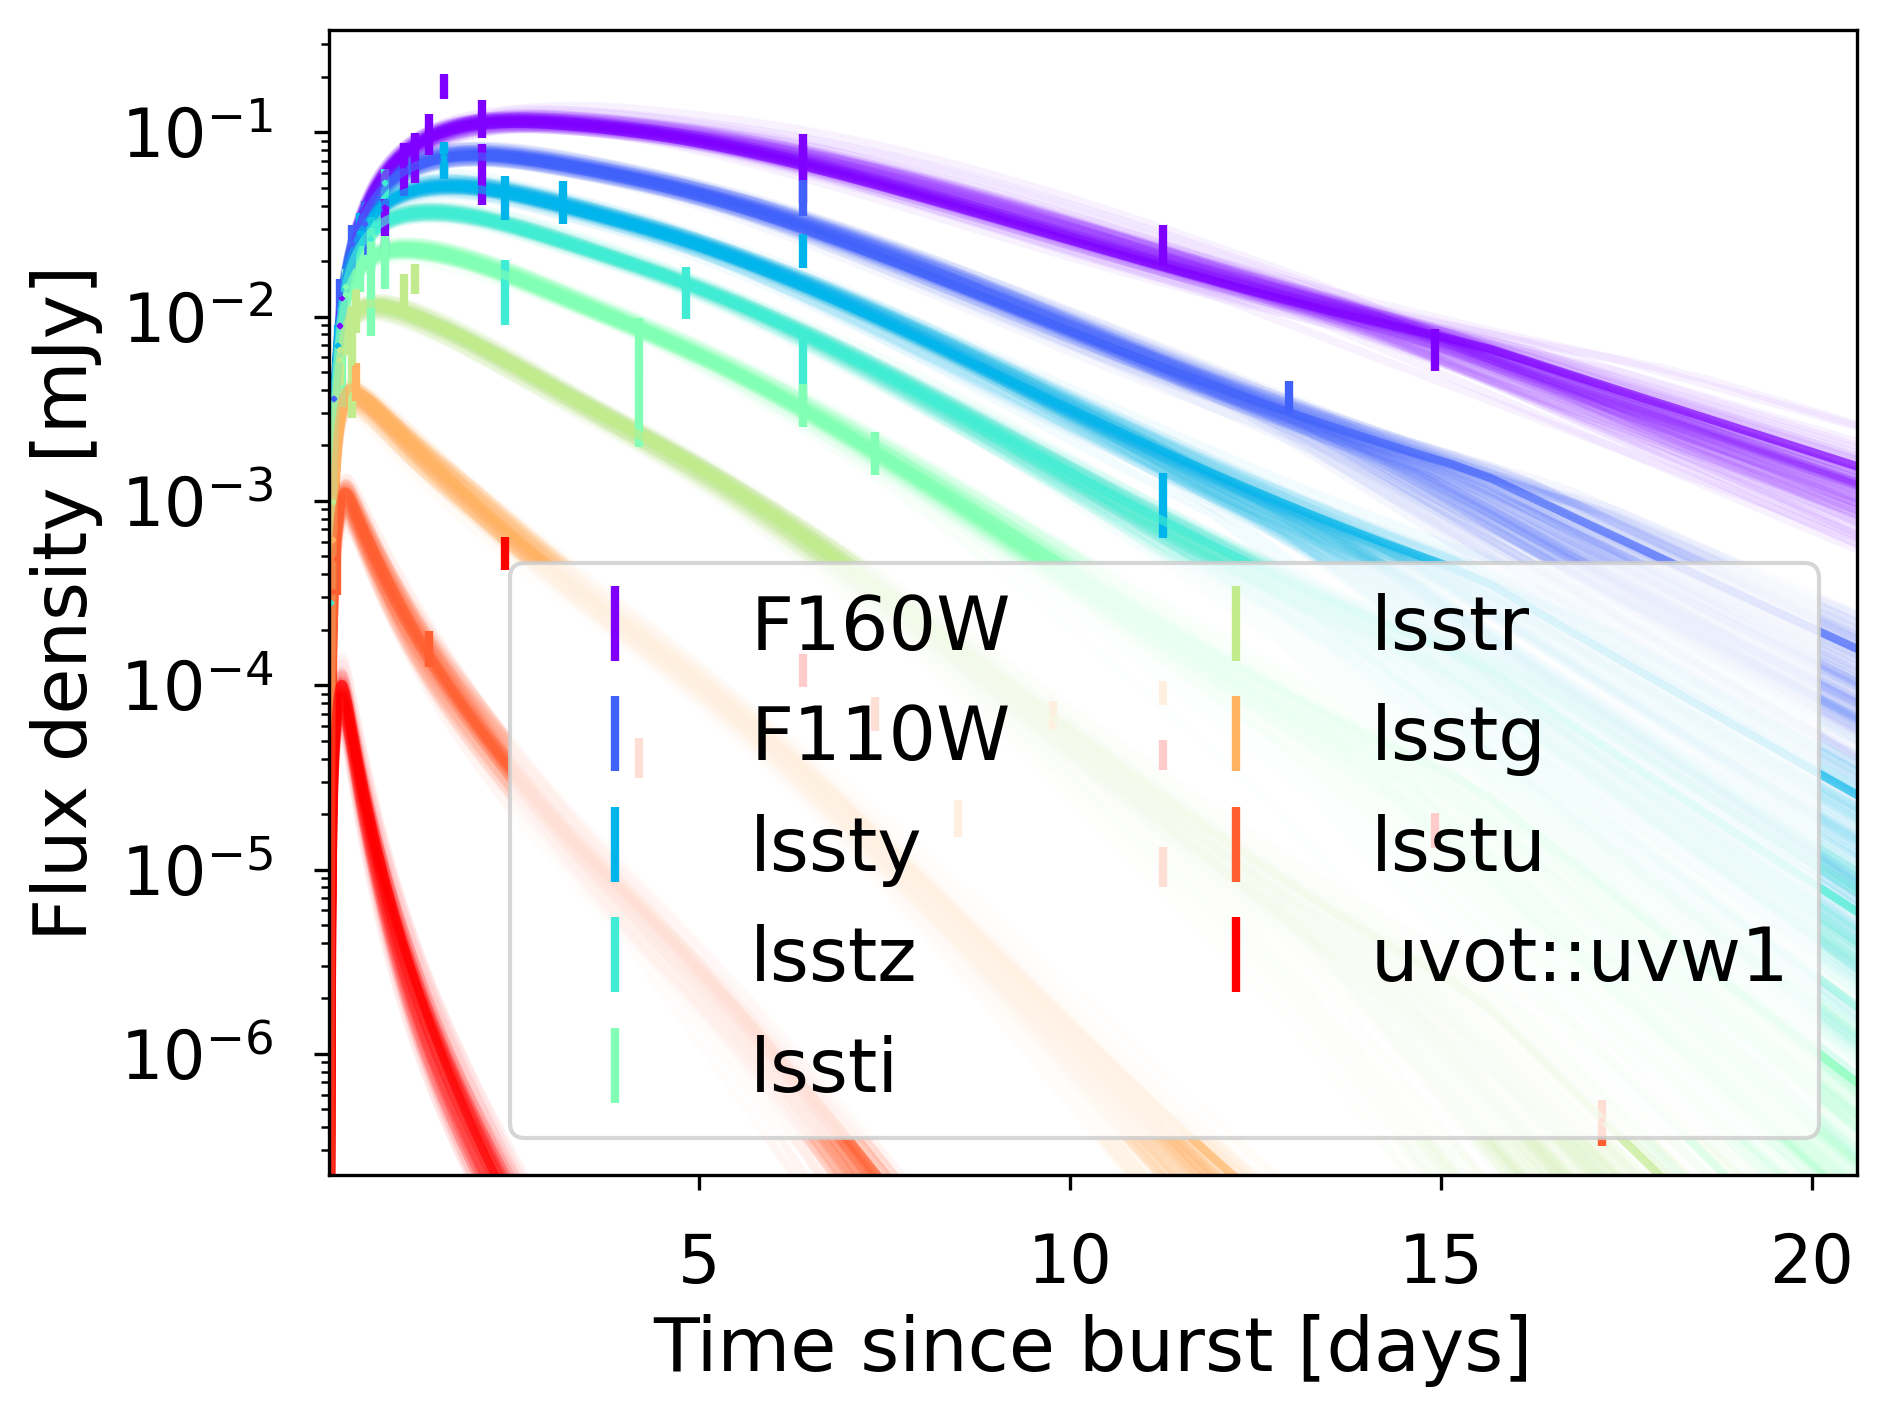 Flux density [mJy]
10⁻¹
10⁻²
10⁻³
10⁻⁴
10⁻⁵
10⁻⁶
F160W
F110W
lssty
lsstz
lssti
lsstr
lsstg
lsstu
uvot::uvw1
5 10 15 20
Time since burst [days]